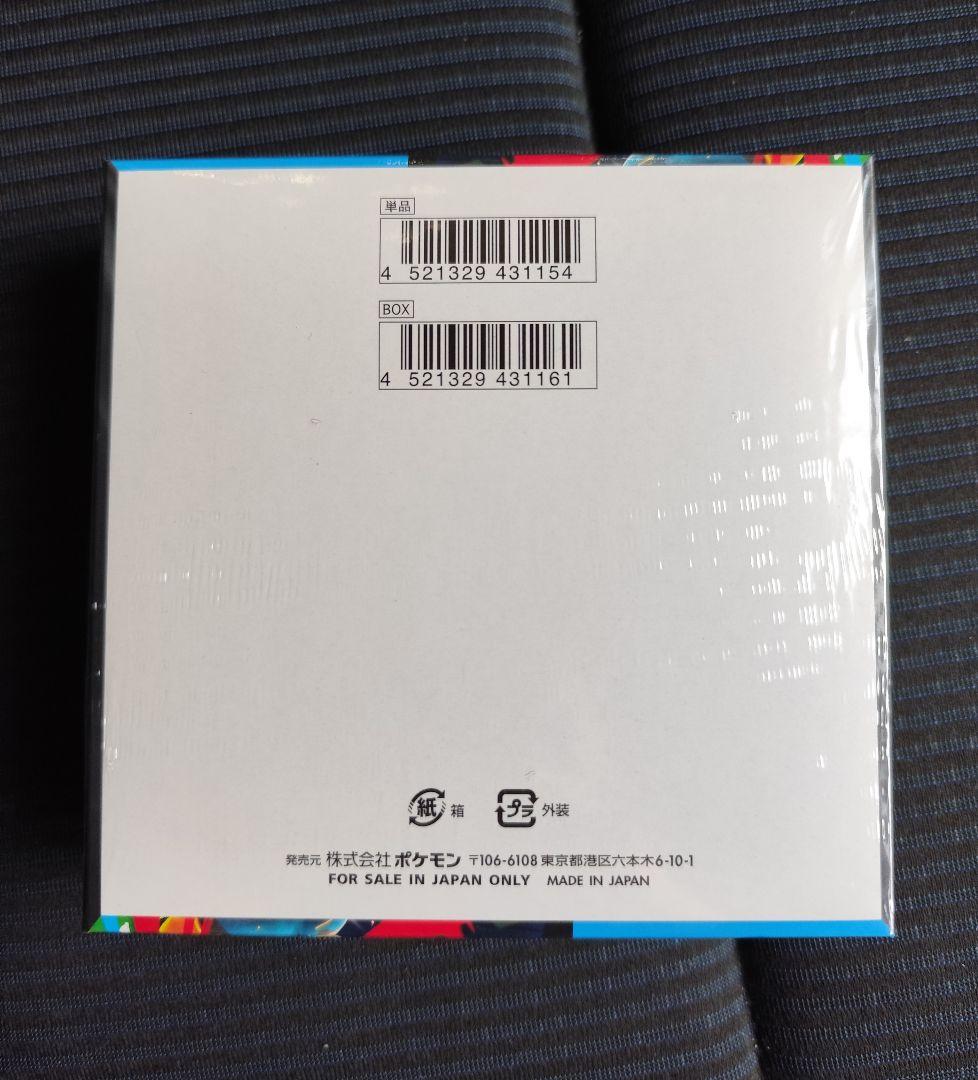 単品
4 521329 431154
BOX
4 521329 431161
紙 箱 プラ 外装
発売元 株式会社 ポケモン 〒106-6108 東京都港区六本木6-10-1
FOR SALE IN JAPAN ONLY MADE IN JAPAN